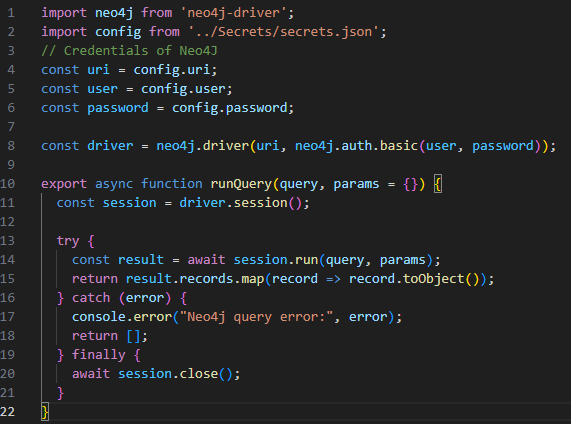 1 import neo4j from 'neo4j-driver';
2 import config from '../Secrets/secrets.json';
3 // Credentials of Neo4J
4 const uri = config.uri;
5 const user = config.user;
6 const password = config.password;
7
8 const driver = neo4j.driver(uri, neo4j.auth.basic(user, password));
9
10 export async function runQuery(query, params = {}) {
11   const session = driver.session();
12
13   try {
14     const result = await session.run(query, params);
15     return result.records.map(record => record.toObject());
16   } catch (error) {
17     console.error("Neo4j query error:", error);
18     return [];
19   } finally {
20     await session.close();
21   }
22 }